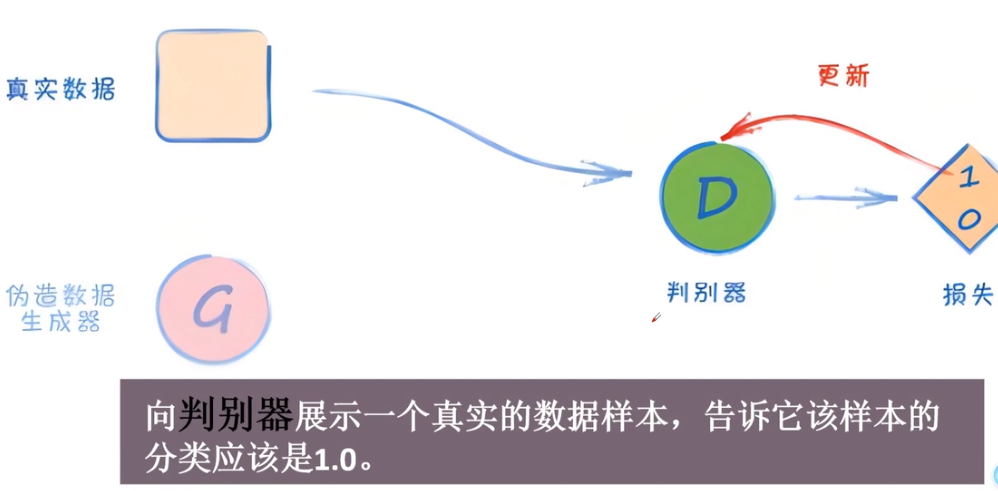 真实数据
更新
D
1
0
判别器
损失
伪造数据
生成器
G
向判别器展示一个真实的数据样本，告诉它该样本的
分类应该是1.0。